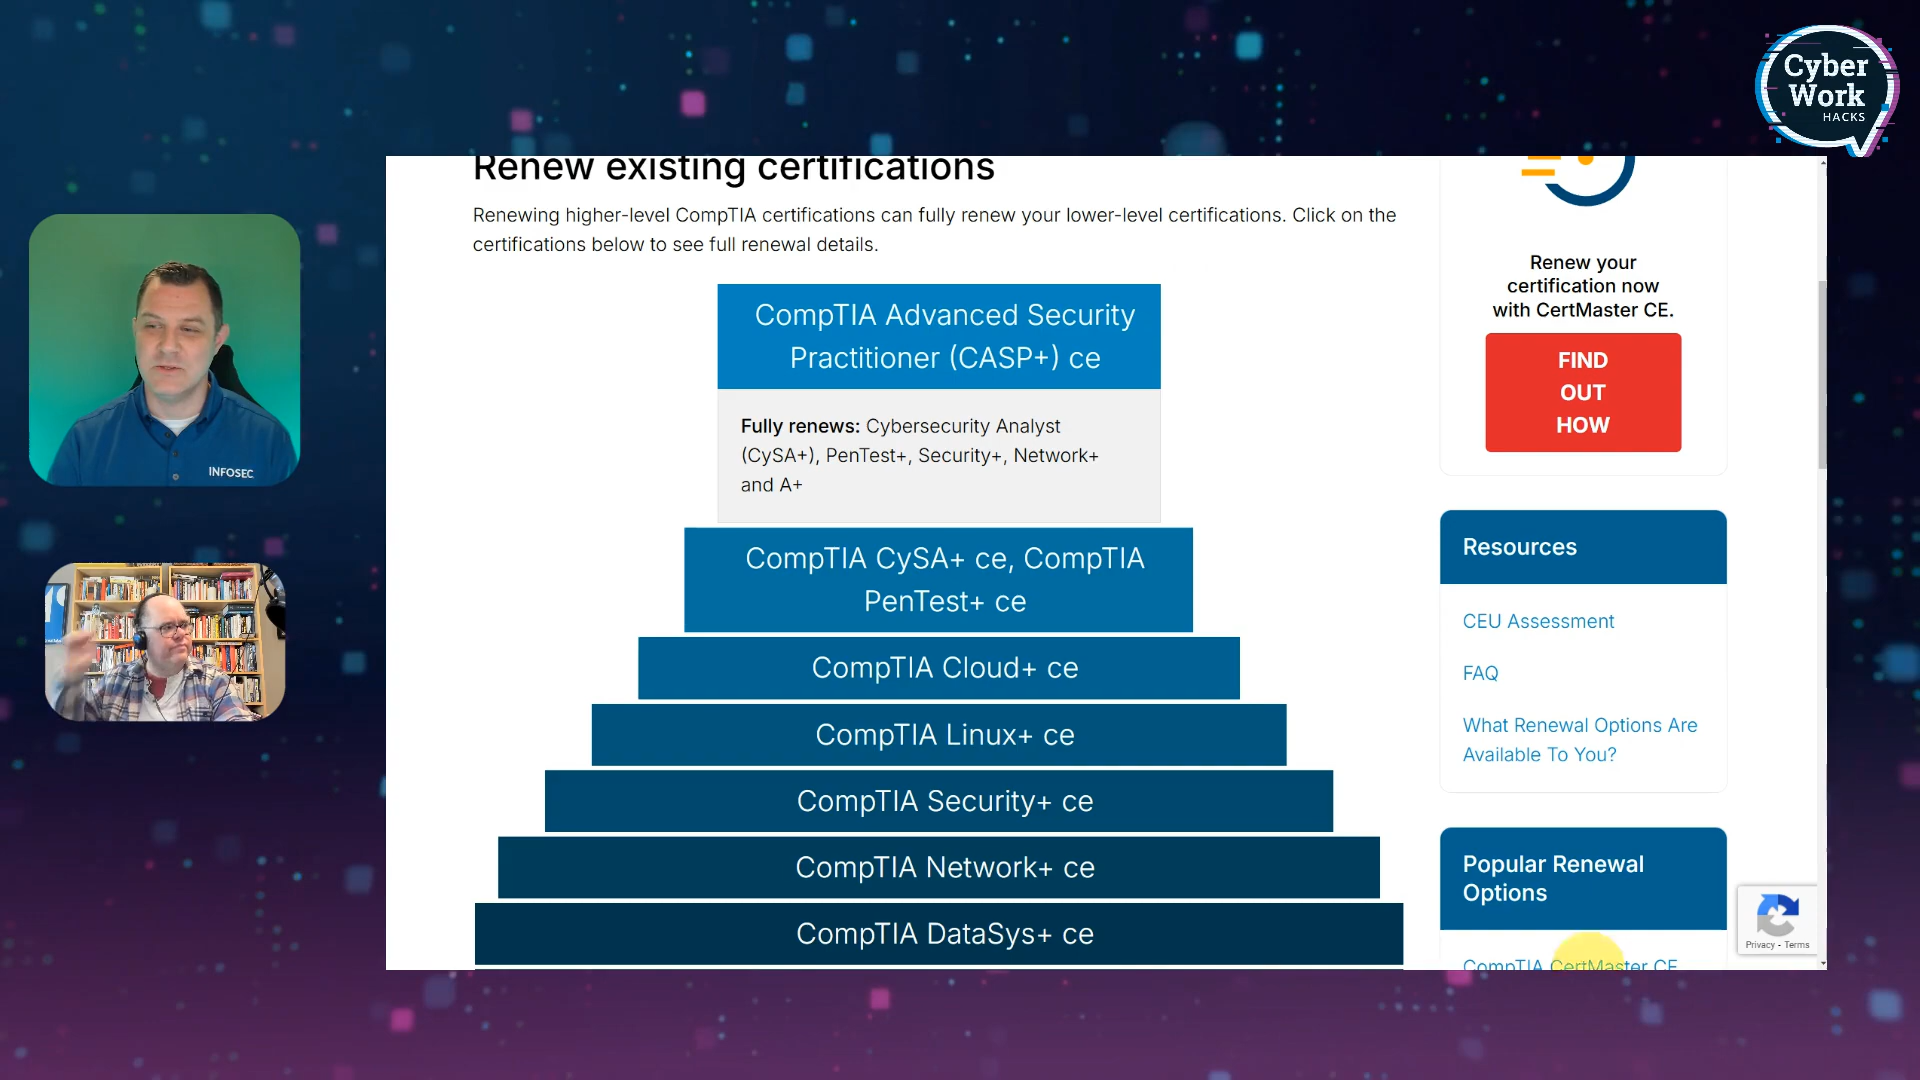 Cyber
Work
HACKS
Renew existing certifications
Renewing higher-level CompTIA certifications can fully renew your lower-level certifications. Click on the
certifications below to see full renewal details.
CompTIA Advanced Security
Practitioner (CASP+) ce
Fully renews: Cybersecurity Analyst
(CySA+), PenTest+, Security+, Network+
and A+
CompTIA CySA+ ce, CompTIA
PenTest+ ce
CompTIA Cloud+ ce
CompTIA Linux+ ce
CompTIA Security+ ce
CompTIA Network+ ce
CompTIA DataSys+ ce
Renew your
certification now
with CertMaster CE.
FIND
OUT
HOW
Resources
CEU Assessment
FAQ
What Renewal Options Are
Available To You?
Popular Renewal
Options
CompTIA CertMaster CE
Privacy - Terms
INFOSEC